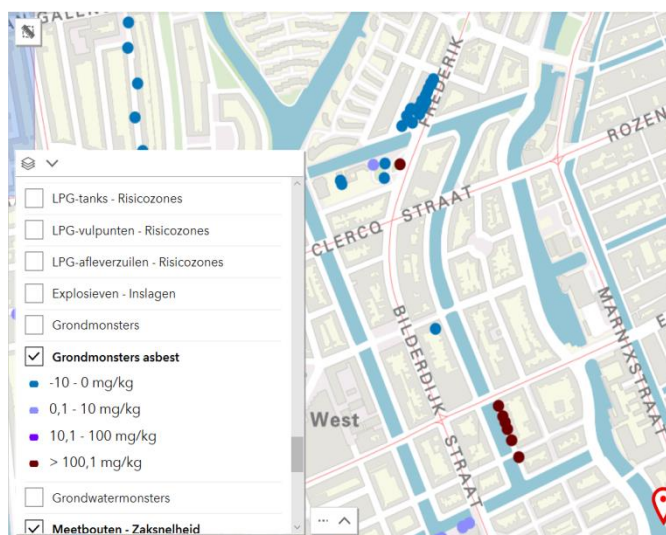 AN GALEN
FREDERIK
ROZEN
CLERCQ STRAAT
BILDERDIJK STRAAT
MARNIXSTRAAT
E
West
LPG-tanks - Risicozones
LPG-vulpunten - Risicozones
LPG-afleverzuilen - Risicozones
Explosieven - Inslagen
Grondmonsters
Grondmonsters asbest
-10 - 0 mg/kg
0,1 - 10 mg/kg
10,1 - 100 mg/kg
> 100,1 mg/kg
Grondwatermonsters
Meetbouten - Zaksnelheid